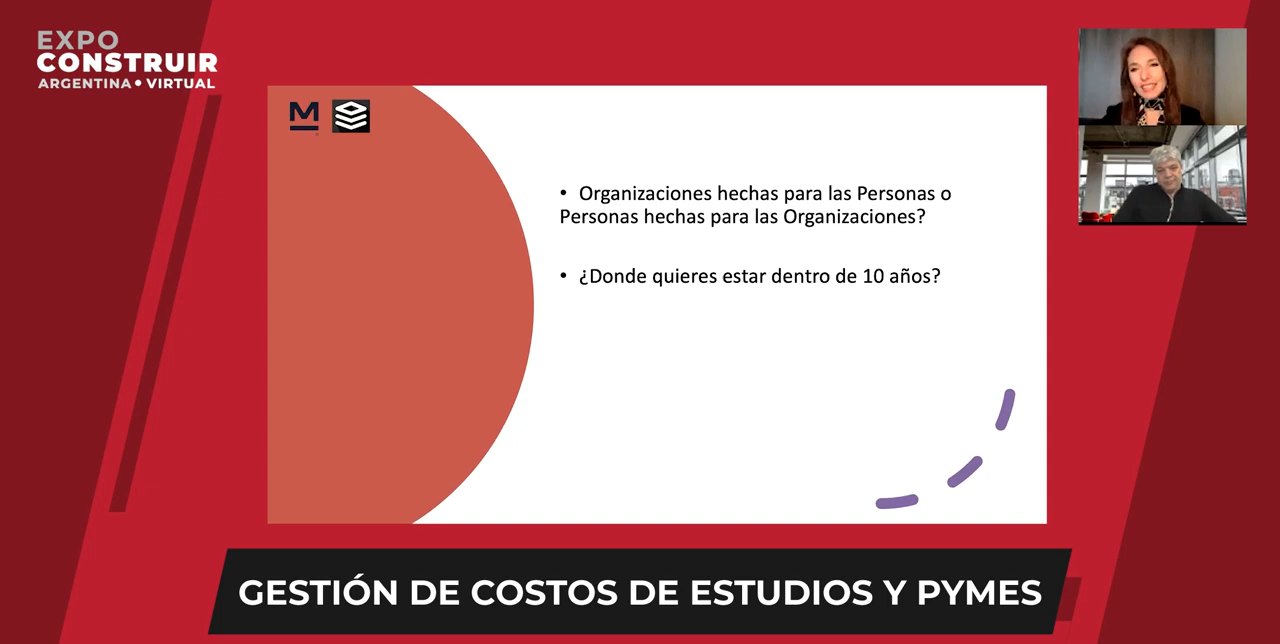 EXPO
CONSTRUIR
ARGENTINA • VIRTUAL
M
• Organizaciones hechas para las Personas o
Personas hechas para las Organizaciones?
• ¿Donde quieres estar dentro de 10 años?
GESTIÓN DE COSTOS DE ESTUDIOS Y PYMES